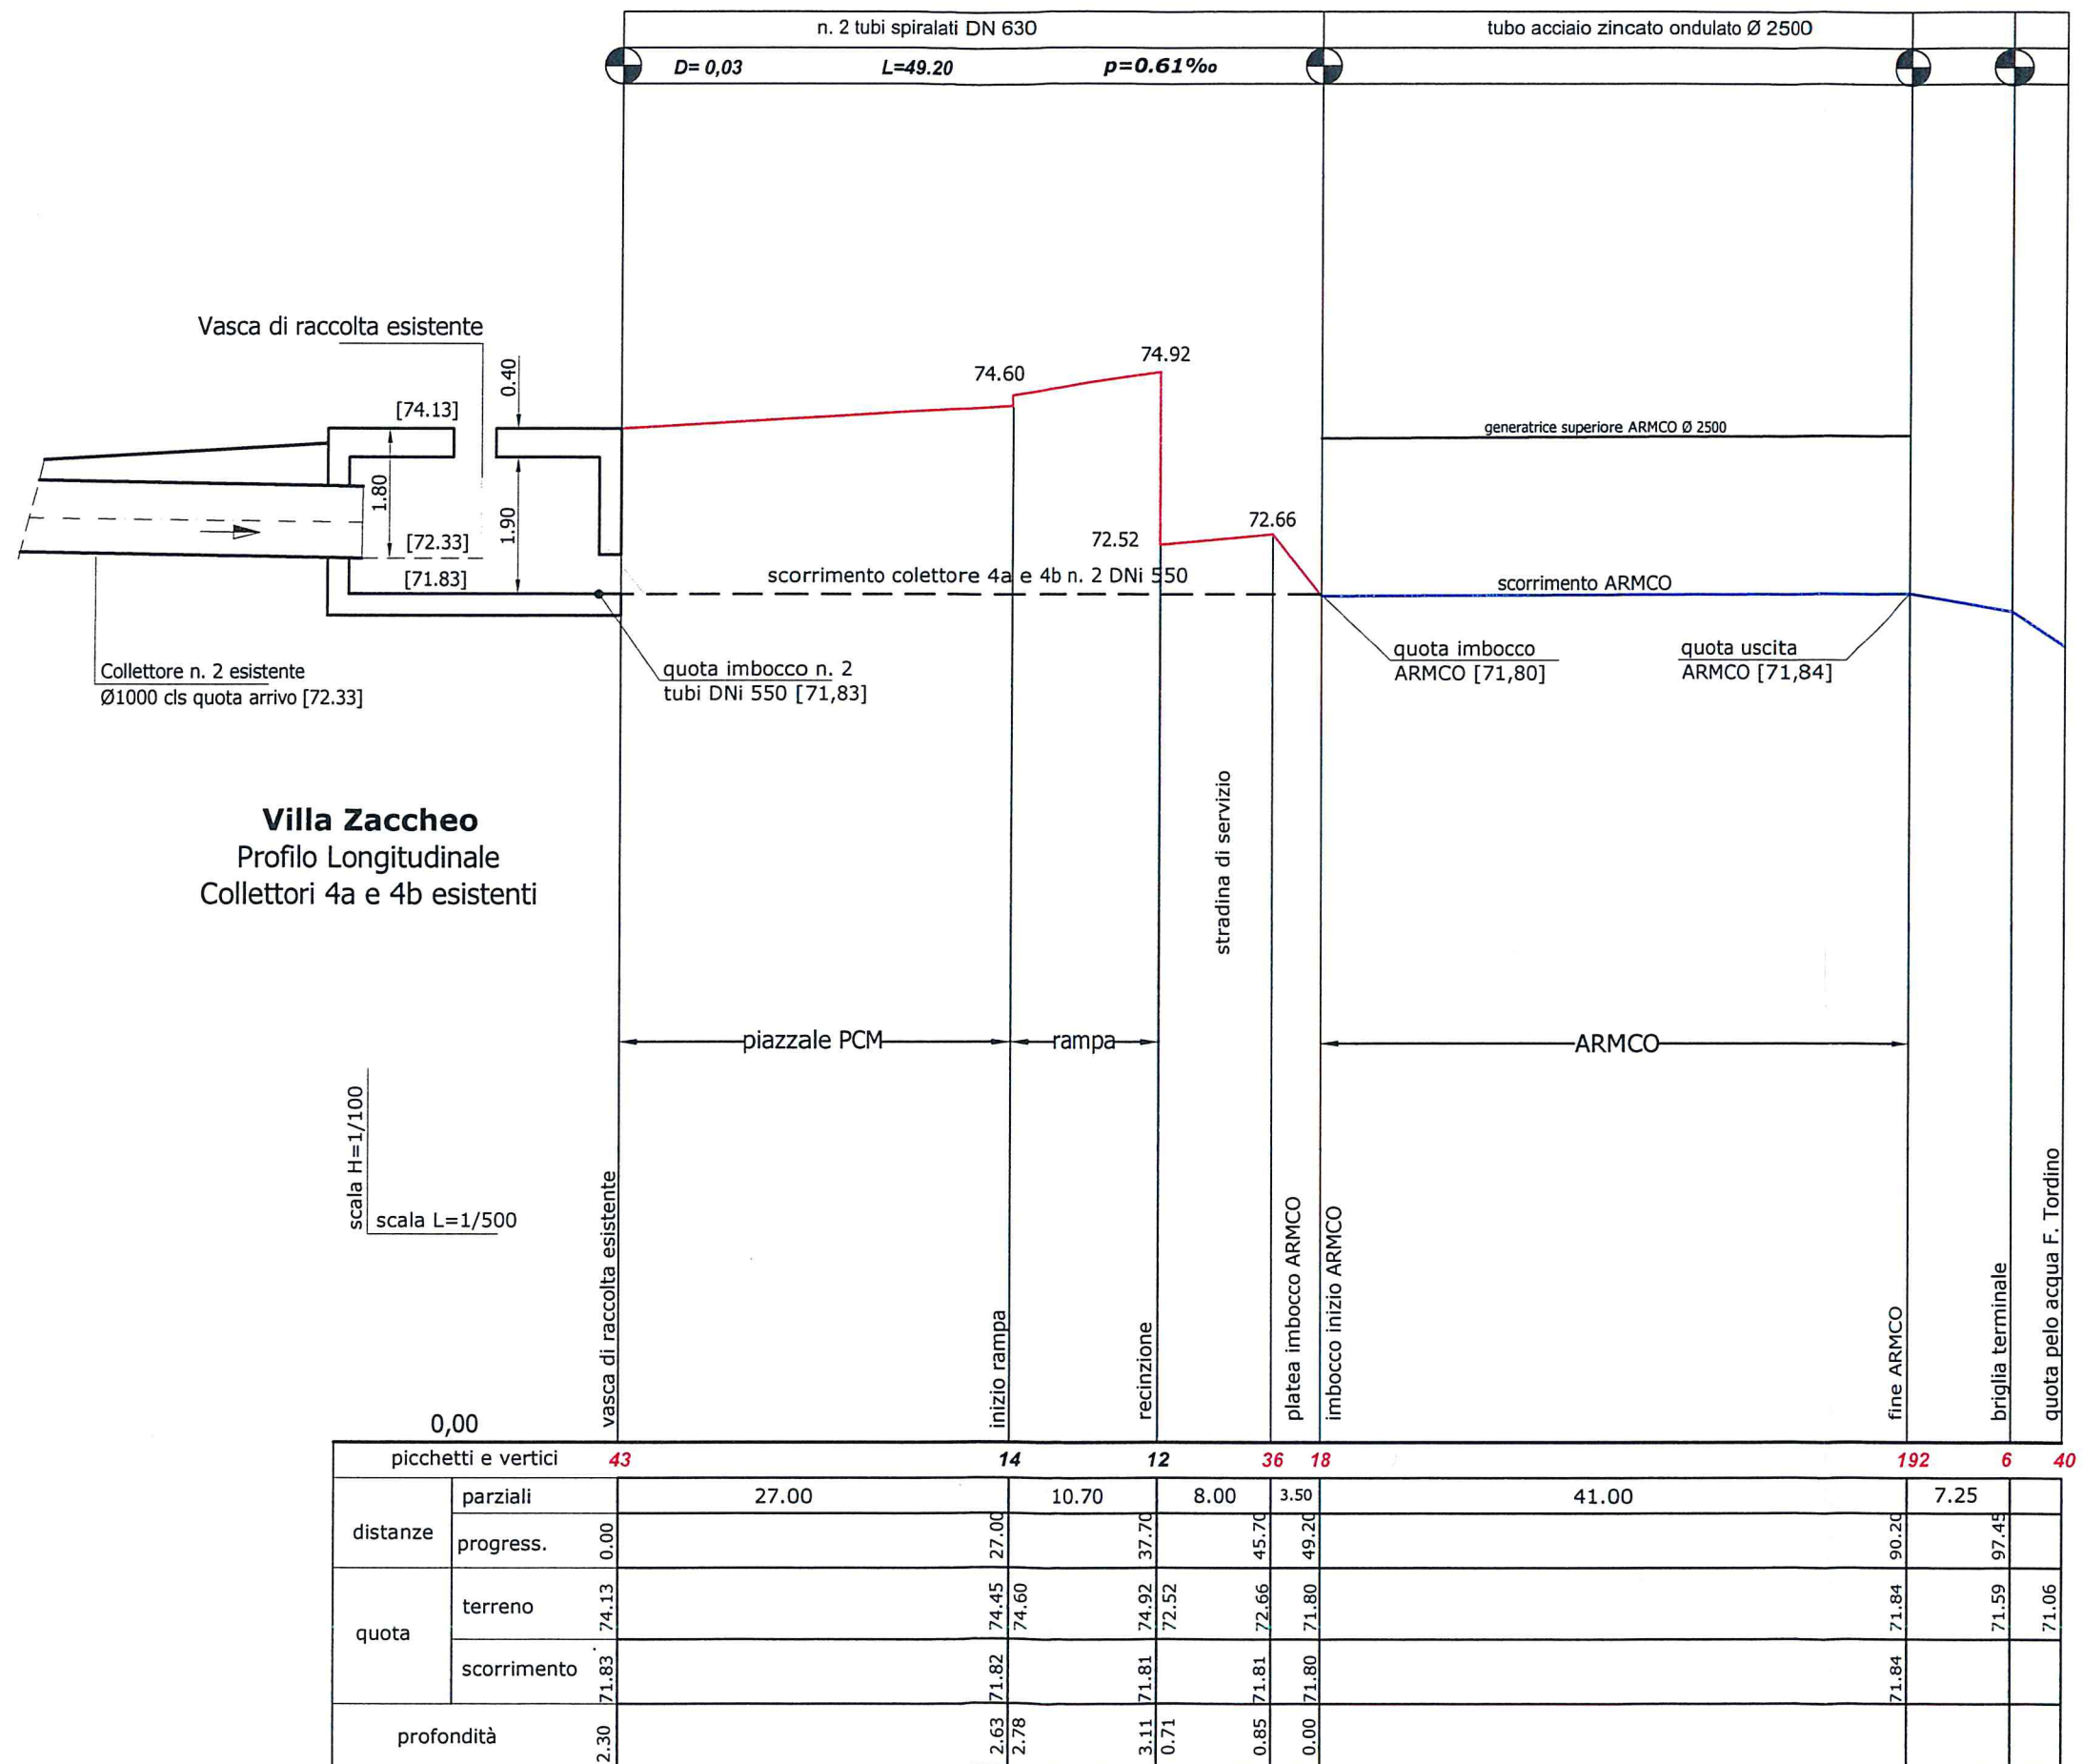 n. 2 tubi spiralati DN 630
tubo acciaio zincato ondulato Ø 2500
D= 0,03
L=49.20
p=0.61‰
Vasca di raccolta esistente
0.40
74.60
74.92
[74.13]
generatrice superiore ARMCO Ø 2500
1.80
1.90
[72.33]
72.52
72.66
[71.83]
scorrimento colettore 4a e 4b n. 2 DNi 550
scorrimento ARMCO
Collettore n. 2 esistente
Ø1000 cls quota arrivo [72.33]
quota imbocco n. 2
tubi DNi 550 [71,83]
quota imbocco
ARMCO [71,80]
quota uscita
ARMCO [71,84]
Villa Zaccheo
Profilo Longitudinale
Collettori 4a e 4b esistenti
stradina di servizio
piazzale PCM
rampa
ARMCO
scala H=1/100
scala L=1/500
vasca di raccolta esistente
inizio rampa
recinzione
platea imbocco ARMCO
imbocco inizio ARMCO
fine ARMCO
briglia terminale
quota pelo acqua F. Tordino
0,00
picchetti e vertici 43 14 12 36 18 192 6 40
distanze
parziali 27.00 10.70 8.00 3.50 41.00 7.25
progress. 0.00 27.00 37.70 45.70 49.20 90.20 97.45
quota
terreno 74.13 74.45 74.60 74.92 72.52 72.66 71.80 71.84 71.59 71.06
scorrimento 71.83 71.82 71.81 71.81 71.80 71.84
profondità 2.30 2.63 2.78 3.11 0.71 0.85 0.00